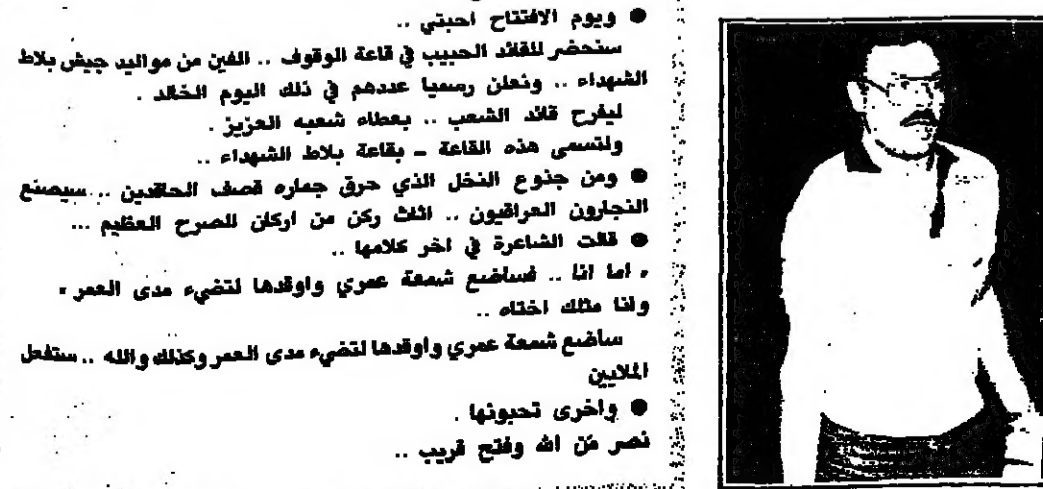 ● ويوم الافتتاح احبتي ..
سنحضر للقائد الحبيب في قاعة الوقوف .. الفين من مواليد جيش بلاط
الشهداء .. ونعلن رسميا عددهم في ذلك اليوم الخالد .
ليفرح قائد الشعب .. بعطاء شعبه العزيز .
ولتسمى هذه القاعة ـ بقاعة بلاط الشهداء ..
● ومن جذوع النخل الذي حرق جماره قصف الحاقدين .. سيصنع
النجارون العراقيون .. اثاث ركن من اركان للصرح العظيم ...
● قالت الشاعرة في اخر كلامها ..
« اما انا .. فساضع شمعة عمري واوقدها لتضيء مدى العمر »
وانا مثلك اختاه ..
ساضع شمعة عمري واوقدها لتضيء مدى العمر وكذلك والله .. ستفعل
الملايين
● واخرى تحبونها .
نصر من الله وفتح قريب ..